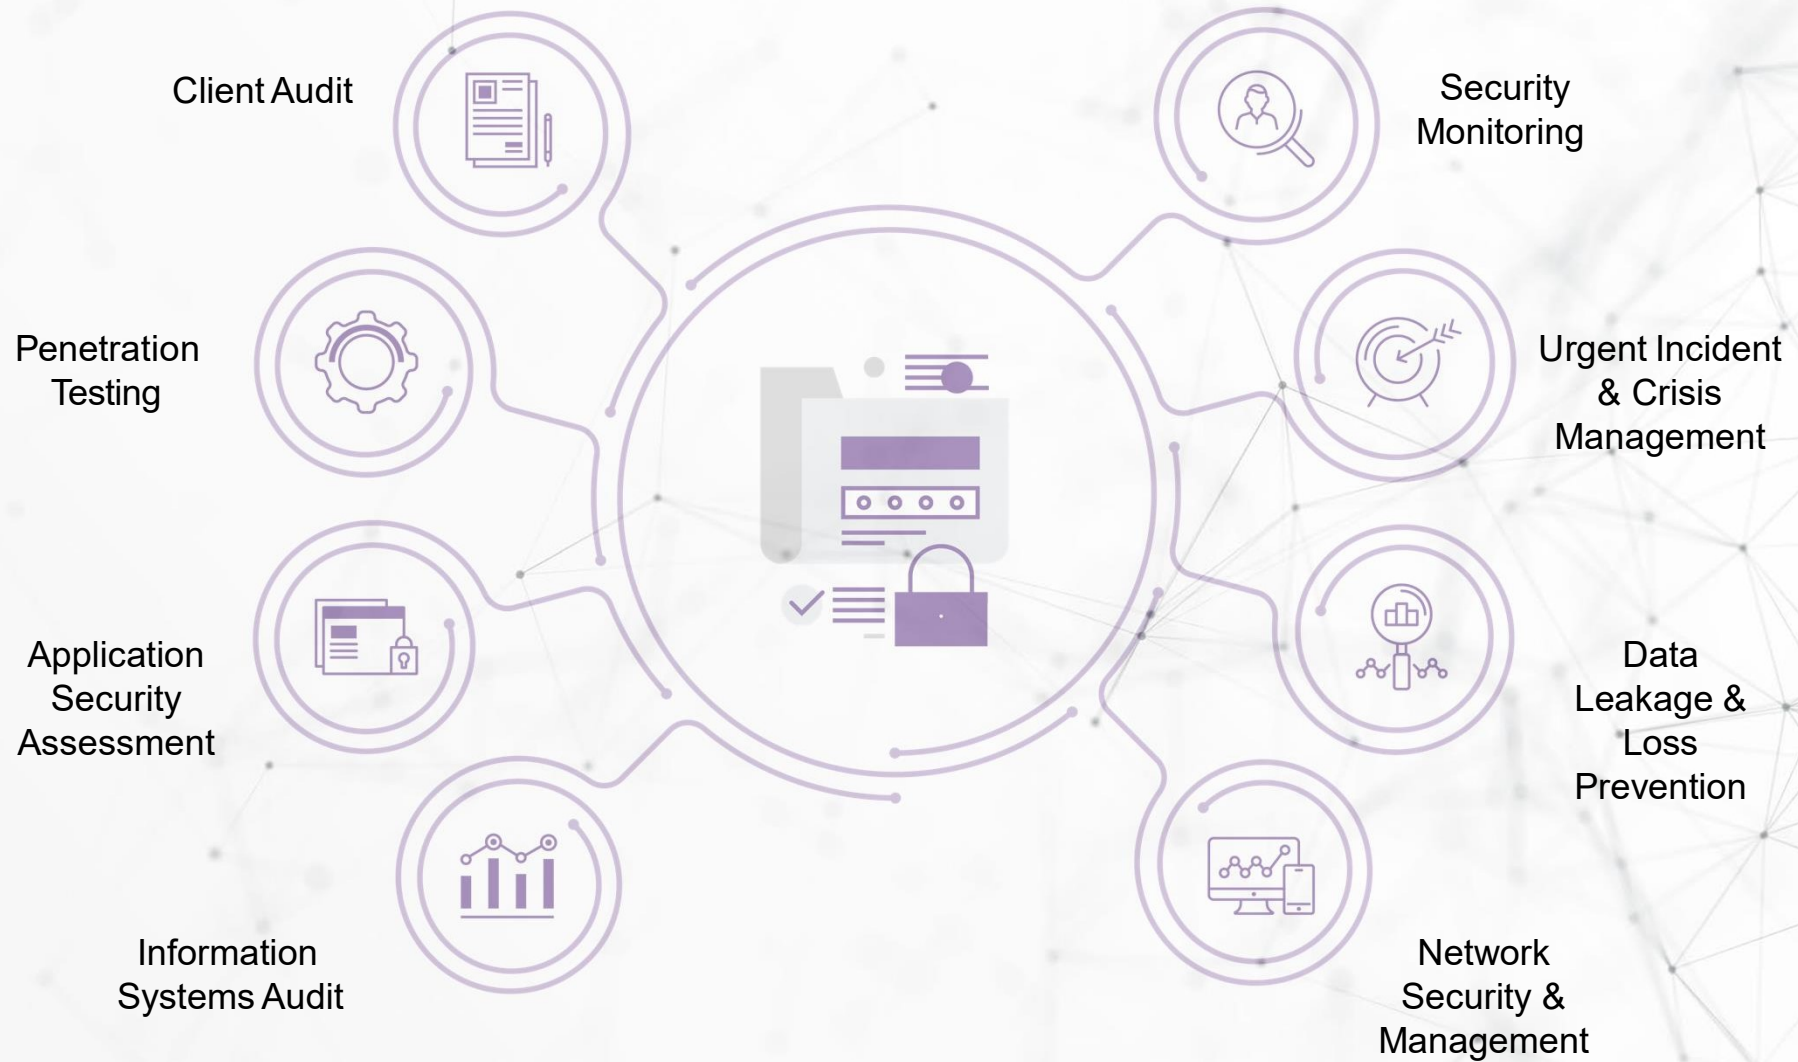 Client Audit
Security
Monitoring
Penetration
Testing
Urgent Incident
& Crisis
Management
Application
Security
Assessment
Data
Leakage &
Loss
Prevention
Information
Systems Audit
Network
Security &
Management